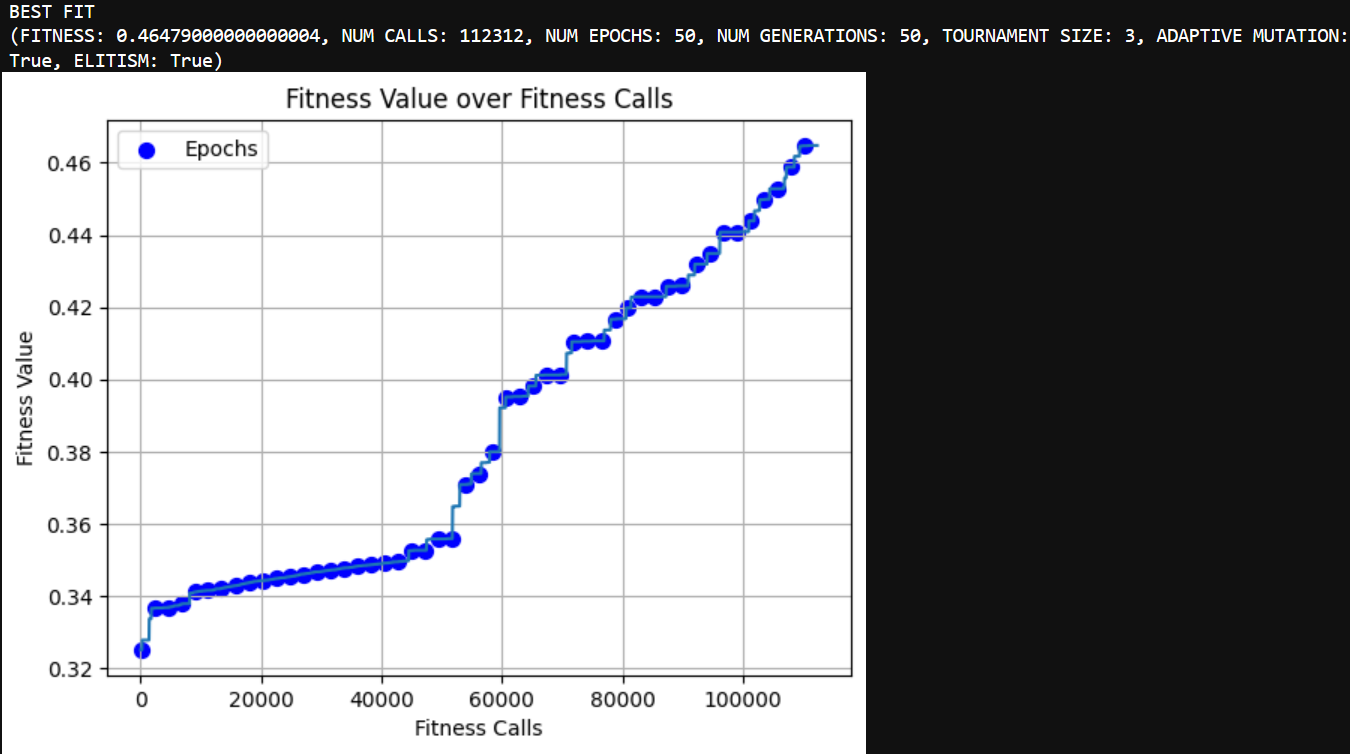 BEST FIT
(FITNESS: 0.46479000000000004, NUM CALLS: 112312, NUM EPOCHS: 50, NUM GENERATIONS: 50, TOURNAMENT SIZE: 3, ADAPTIVE MUTATION:
True, ELITISM: True)
Fitness Value over Fitness Calls
Epochs
0.46
0.44
0.42
0.40
0.38
0.36
0.34
0.32
Fitness Value
0 20000 40000 60000 80000 100000
Fitness Calls